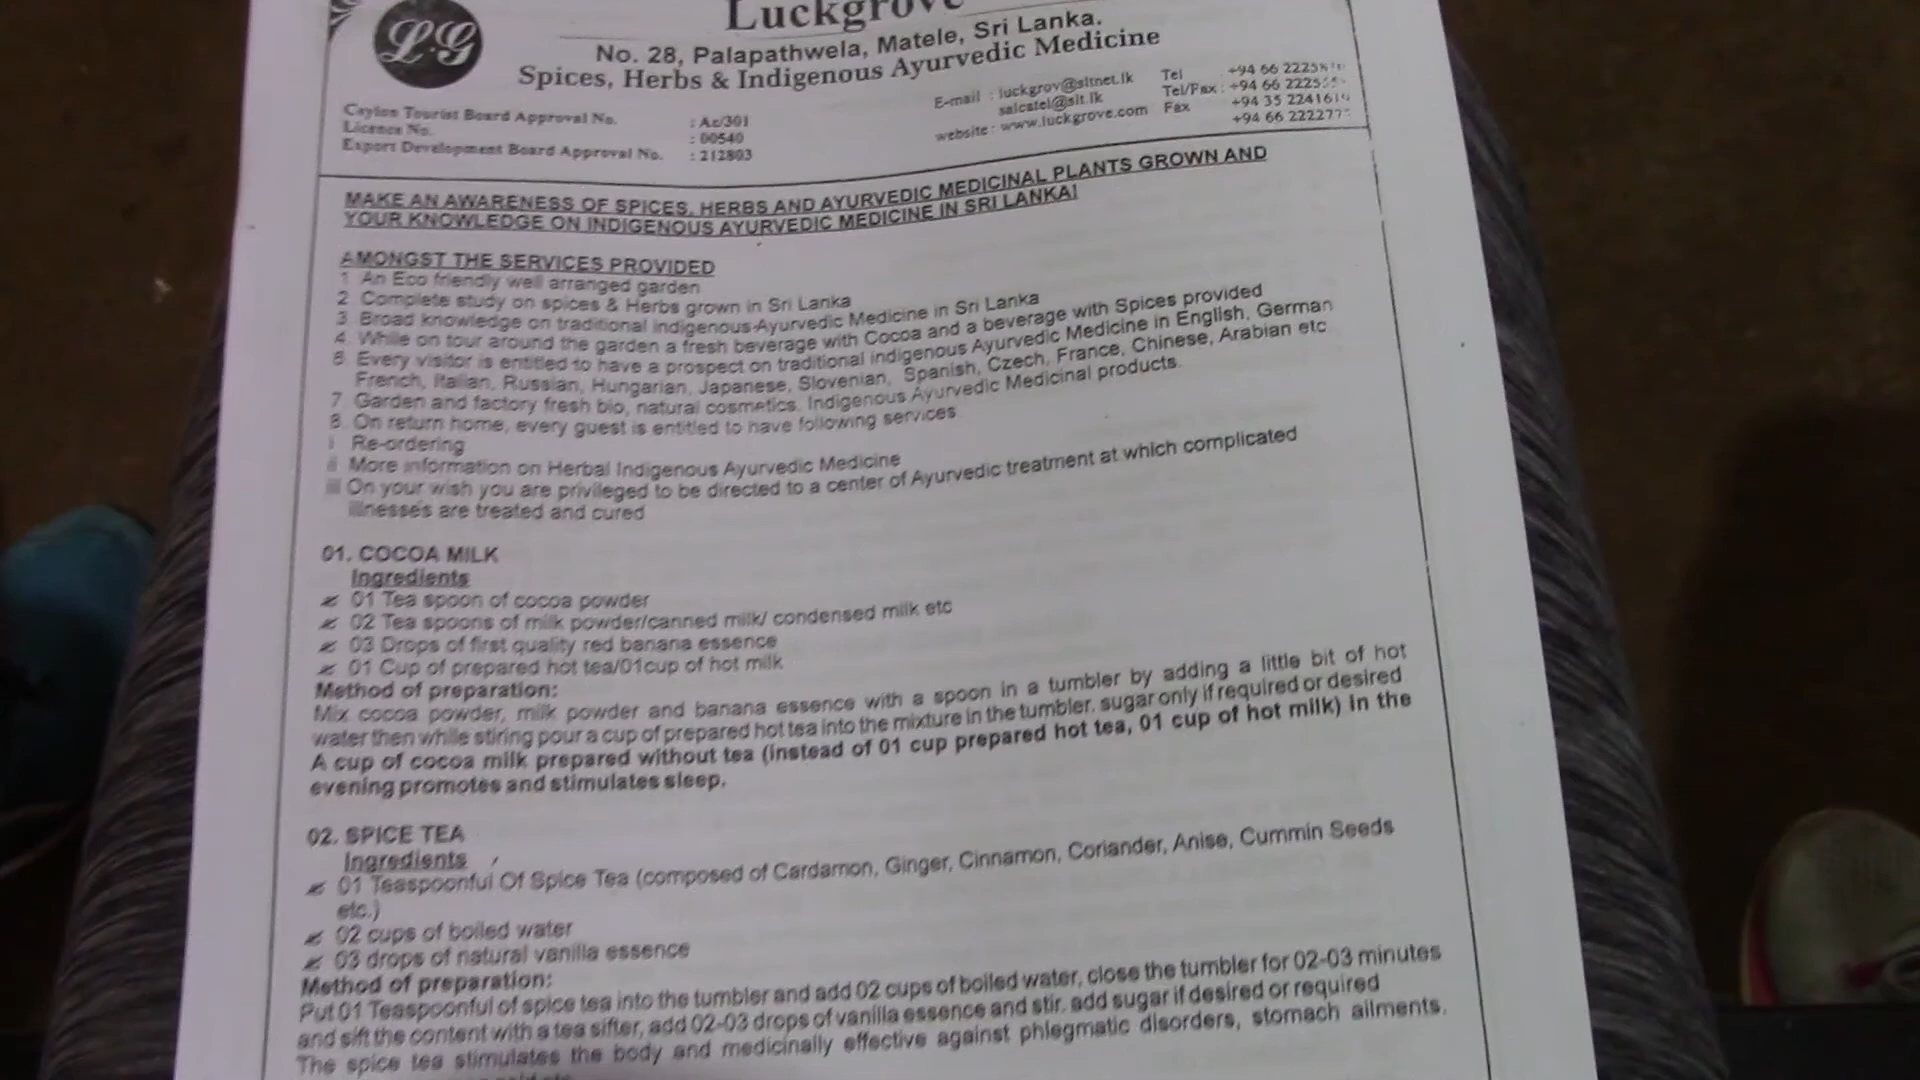 L.G
Luckgrove
No. 28, Palapathwela, Matele, Sri Lanka.
Spices, Herbs & Indigenous Ayurvedic Medicine
Ceylon Tourist Board Approval No. : Ac/301
Licence No. : 00540
Export Development Board Approval No. : 212803
E-mail : luckgrov@sltnet.lk
salcatel@slt.lk
website : www.luckgrove.com
Tel +94 66
Tel/Fax : +94 66
Fax +94 35
+94 66
MAKE AN AWARENESS OF SPICES, HERBS AND AYURVEDIC MEDICINAL PLANTS GROWN AND
YOUR KNOWLEDGE ON INDIGENOUS AYURVEDIC MEDICINE IN SRI LANKA!
AMONGST THE SERVICES PROVIDED
1 An Eco friendly well arranged garden
2. Complete study on spices & Herbs grown in Sri Lanka
3 Broad knowledge on traditional indigenous-Ayurvedic Medicine in Sri Lanka
4. While on tour around the garden a fresh beverage with Cocoa and a beverage with Spices provided
6 Every visitor is entitled to have a prospect on traditional indigenous Ayurvedic Medicine in English, German
French, Italian, Russian, Hungarian, Japanese, Slovenian, Spanish, Czech, France, Chinese, Arabian etc
7 Garden and factory fresh bio, natural cosmetics, Indigenous Ayurvedic Medicinal products.
8. On return home, every guest is entitled to have following services
i Re-ordering
ii More information on Herbal Indigenous Ayurvedic Medicine
iii On your wish you are privileged to be directed to a center of Ayurvedic treatment at which complicated
illnesses are treated and cured
01. COCOA MILK
Ingredients
01 Tea spoon of cocoa powder
02 Tea spoons of milk powder/canned milk/ condensed milk etc
03 Drops of first quality red banana essence
01 Cup of prepared hot tea/01cup of hot milk
Method of preparation:
Mix cocoa powder, milk powder and banana essence with a spoon in a tumbler by adding a little bit of hot
water then while stiring pour a cup of prepared hot tea into the mixture in the tumbler. sugar only if required or desired
A cup of cocoa milk prepared without tea (instead of 01 cup prepared hot tea, 01 cup of hot milk) In the
evening promotes and stimulates sleep.
02. SPICE TEA
Ingredients
01 Teaspoonful Of Spice Tea (composed of Cardamon, Ginger, Cinnamon, Coriander, Anise, Cummin Seeds
etc.)
02 cups of boiled water
03 drops of natural vanilla essence
Method of preparation:
Put 01 Teaspoonful of spice tea into the tumbler and add 02 cups of boiled water, close the tumbler for 02-03 minutes
and sift the content with a tea sifter, add 02-03 drops of vanilla essence and stir. add sugar if desired or required
The spice tea stimulates the body and medicinally effective against phlegmatic disorders, stomach ailments.